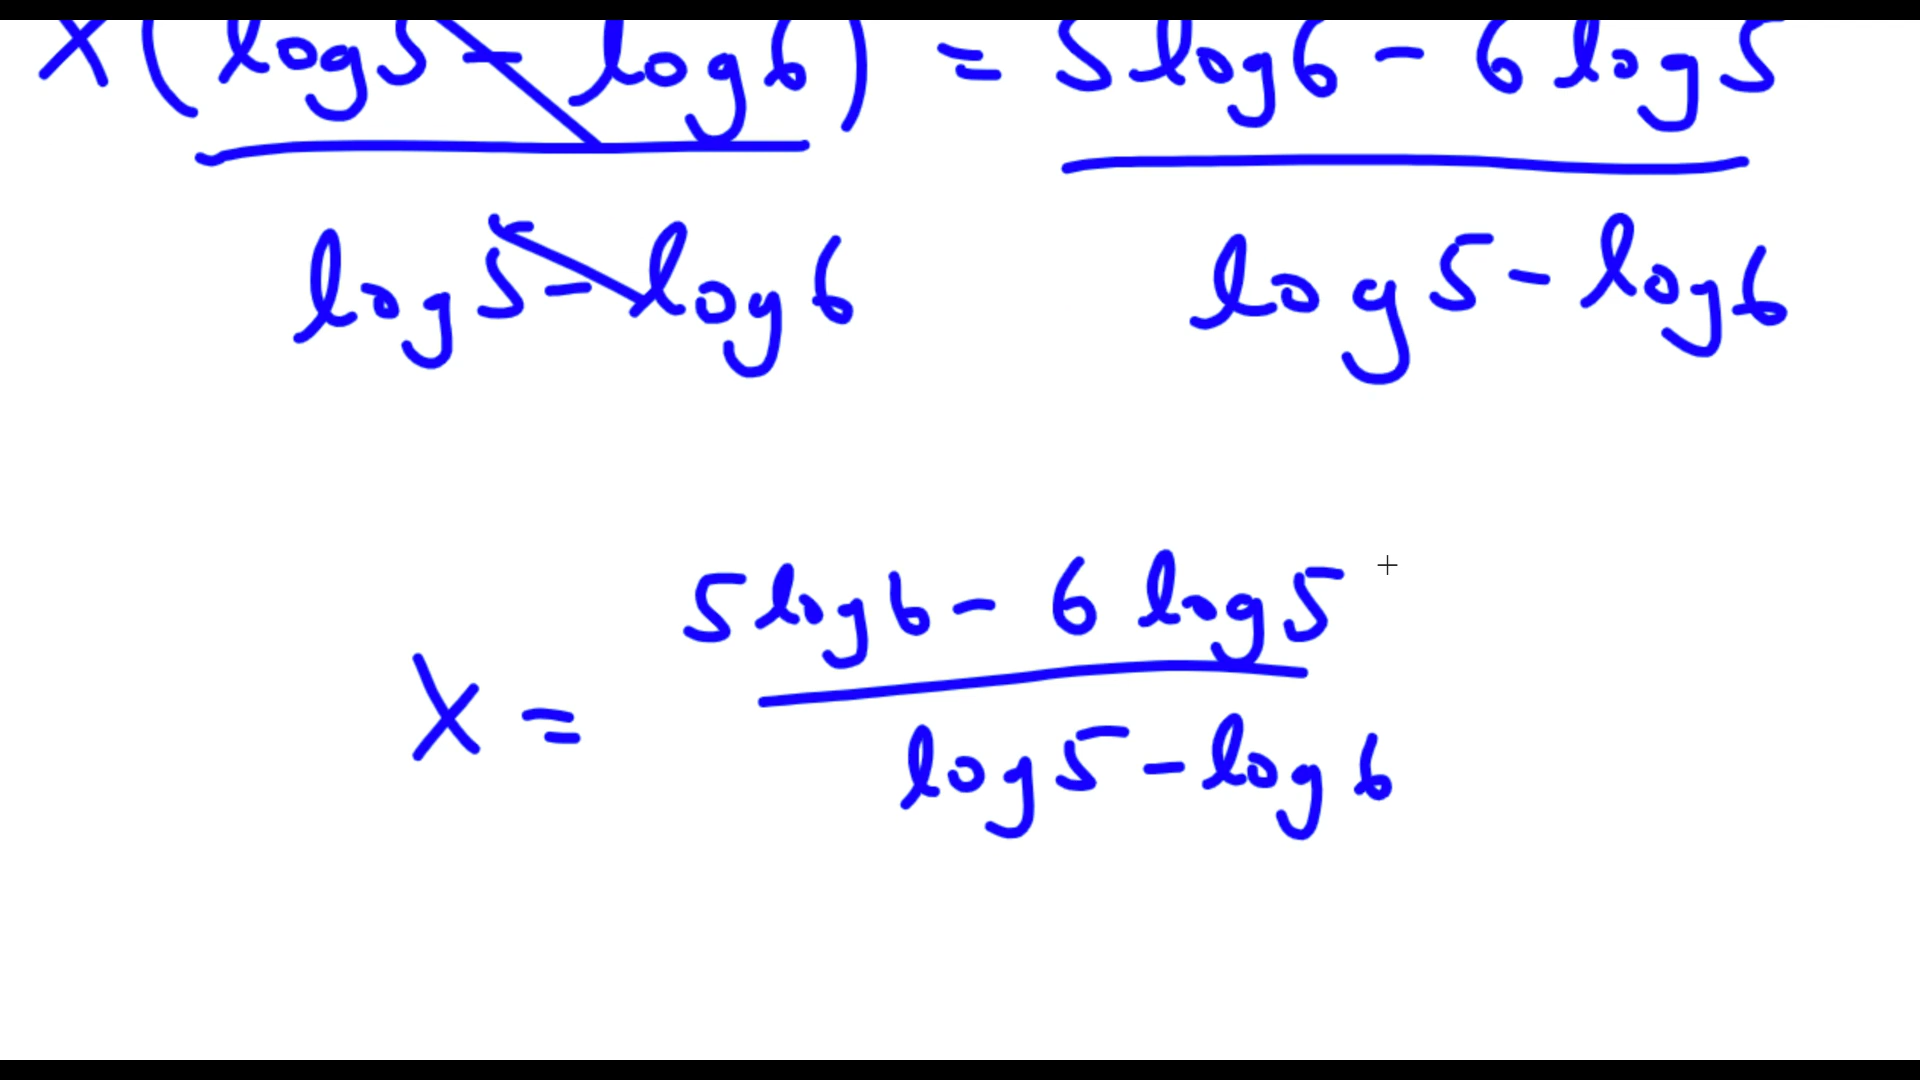 x(log5 - log6) = 5log6 - 6log5
log5 - log6 log5 - log6
5log6 - 6log5
x =
log5 - log6